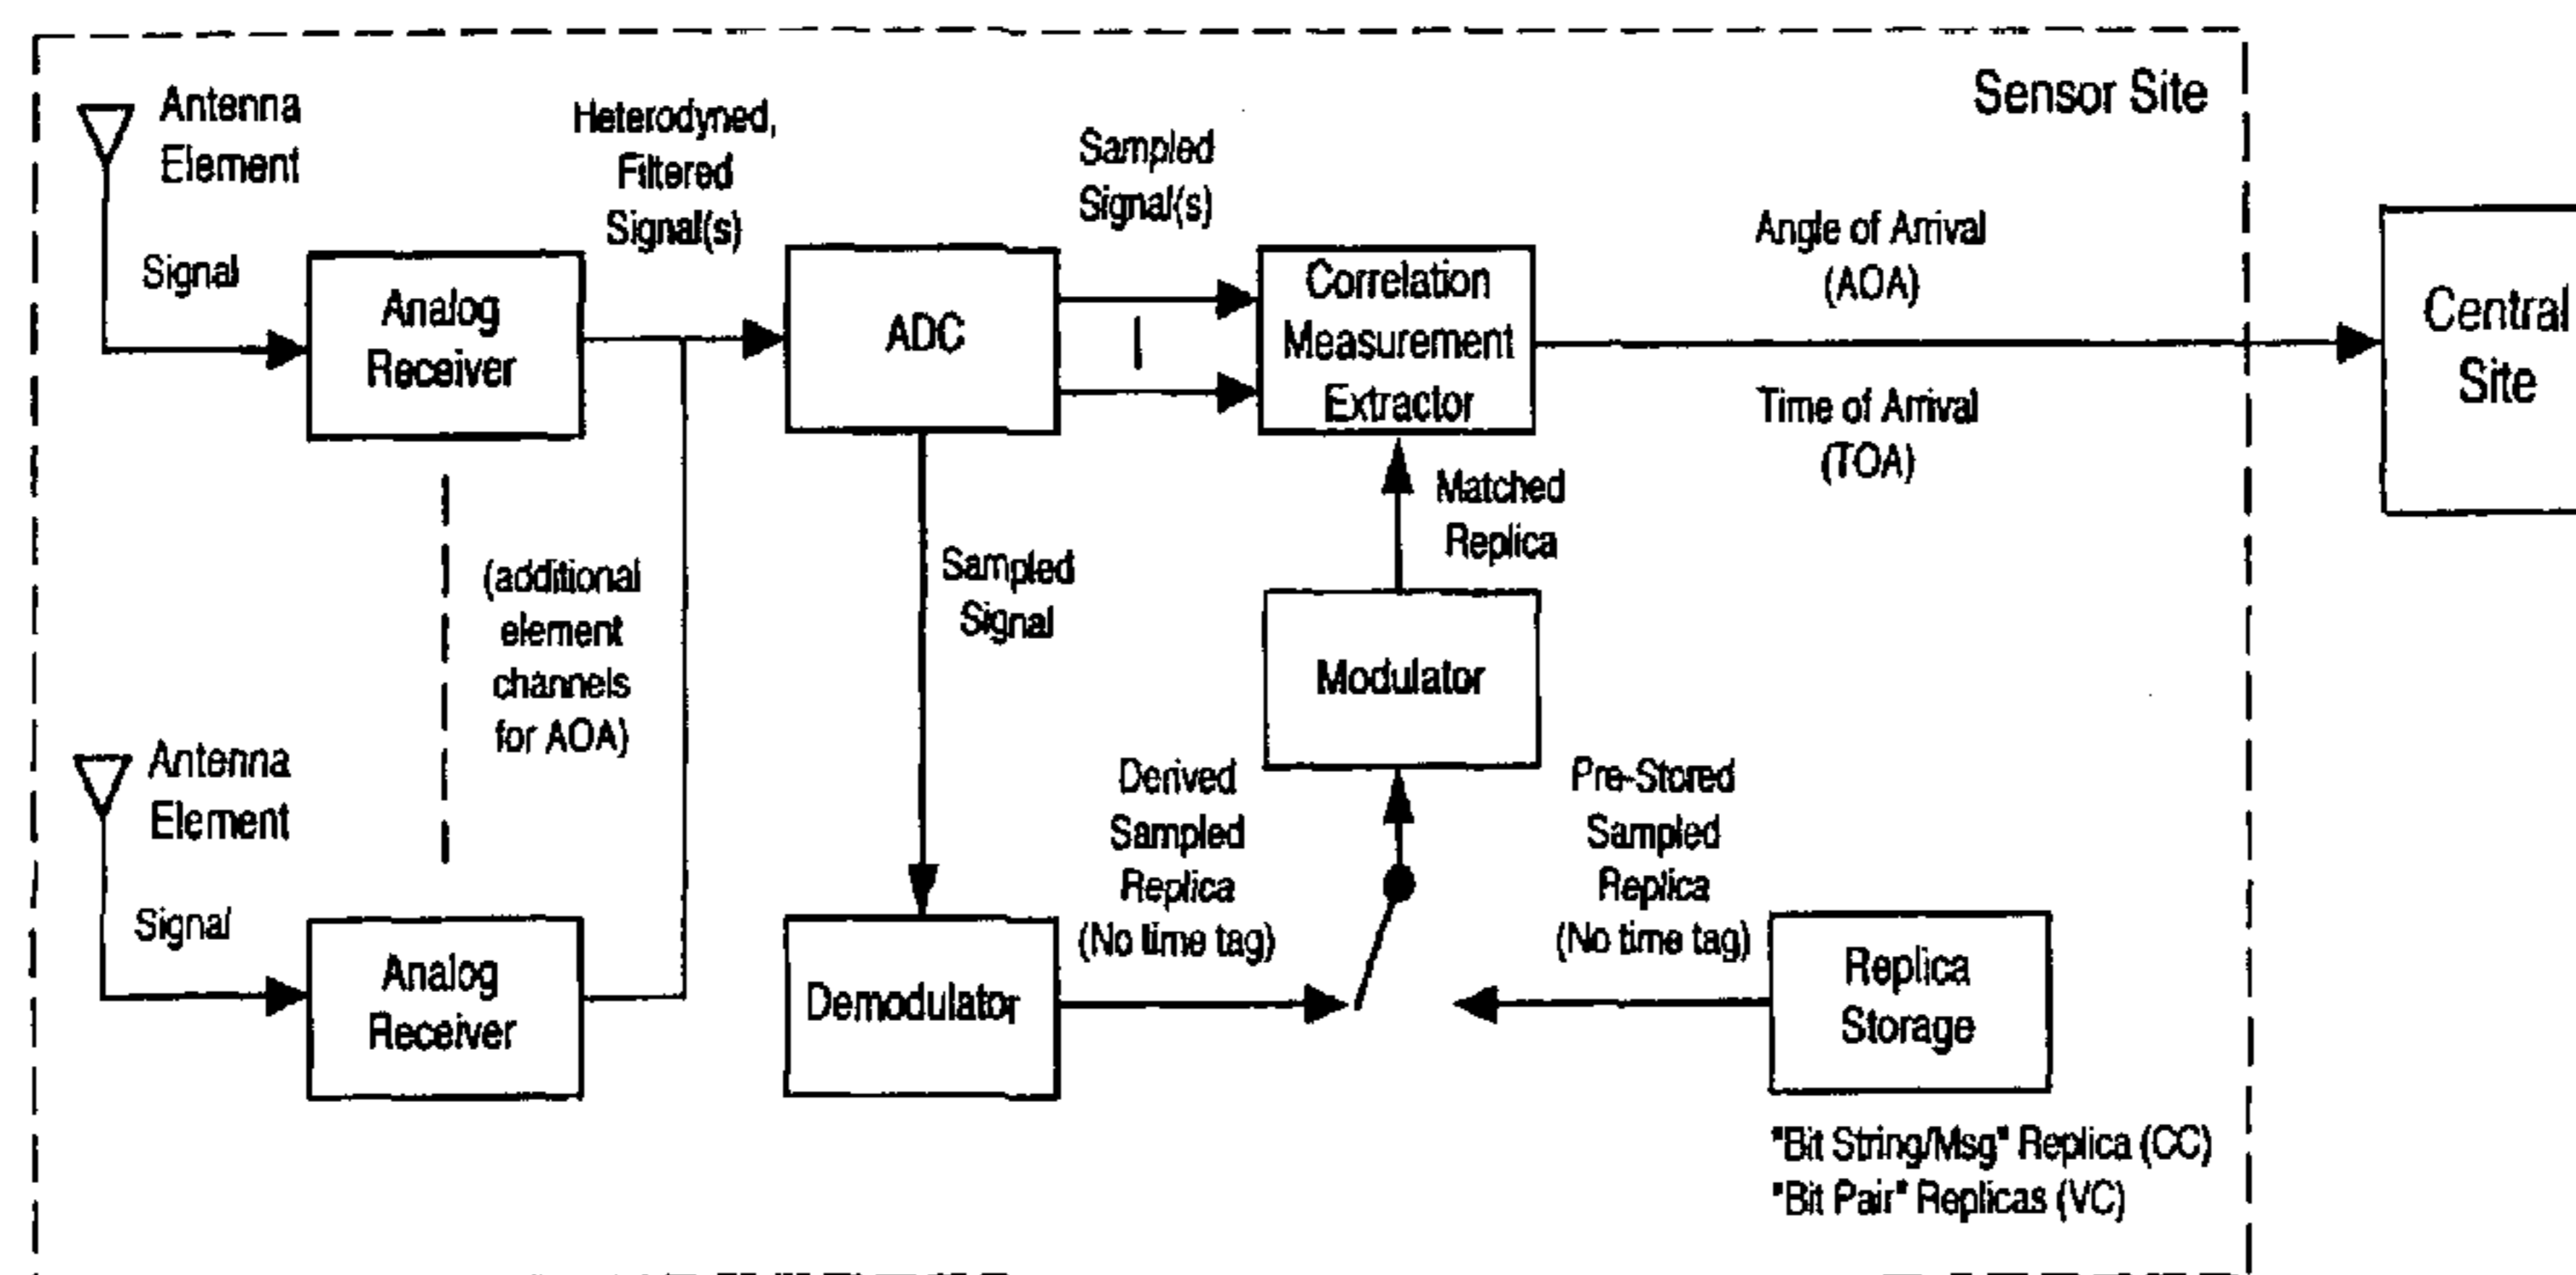 Sensor Site
Antenna
Element
Heterodyned,
Filtered
Signal(s)
Sampled
Signal(s)
Signal
Analog
Receiver
ADC
Correlation
Measurement
Extractor
Angle of Arrival
(AOA)
Time of Arrival
(TOA)
Central
Site
Matched
Replica
(additional
element
channels
for AOA)
Sampled
Signal
Modulator
Antenna
Element
Signal
Analog
Receiver
Demodulator
Derived
Sampled
Replica
(No time tag)
Pre-Stored
Sampled
Replica
(No time tag)
Replica
Storage
"Bit String/Msg" Replica (CC)
"Bit Pair" Replicas (VC)